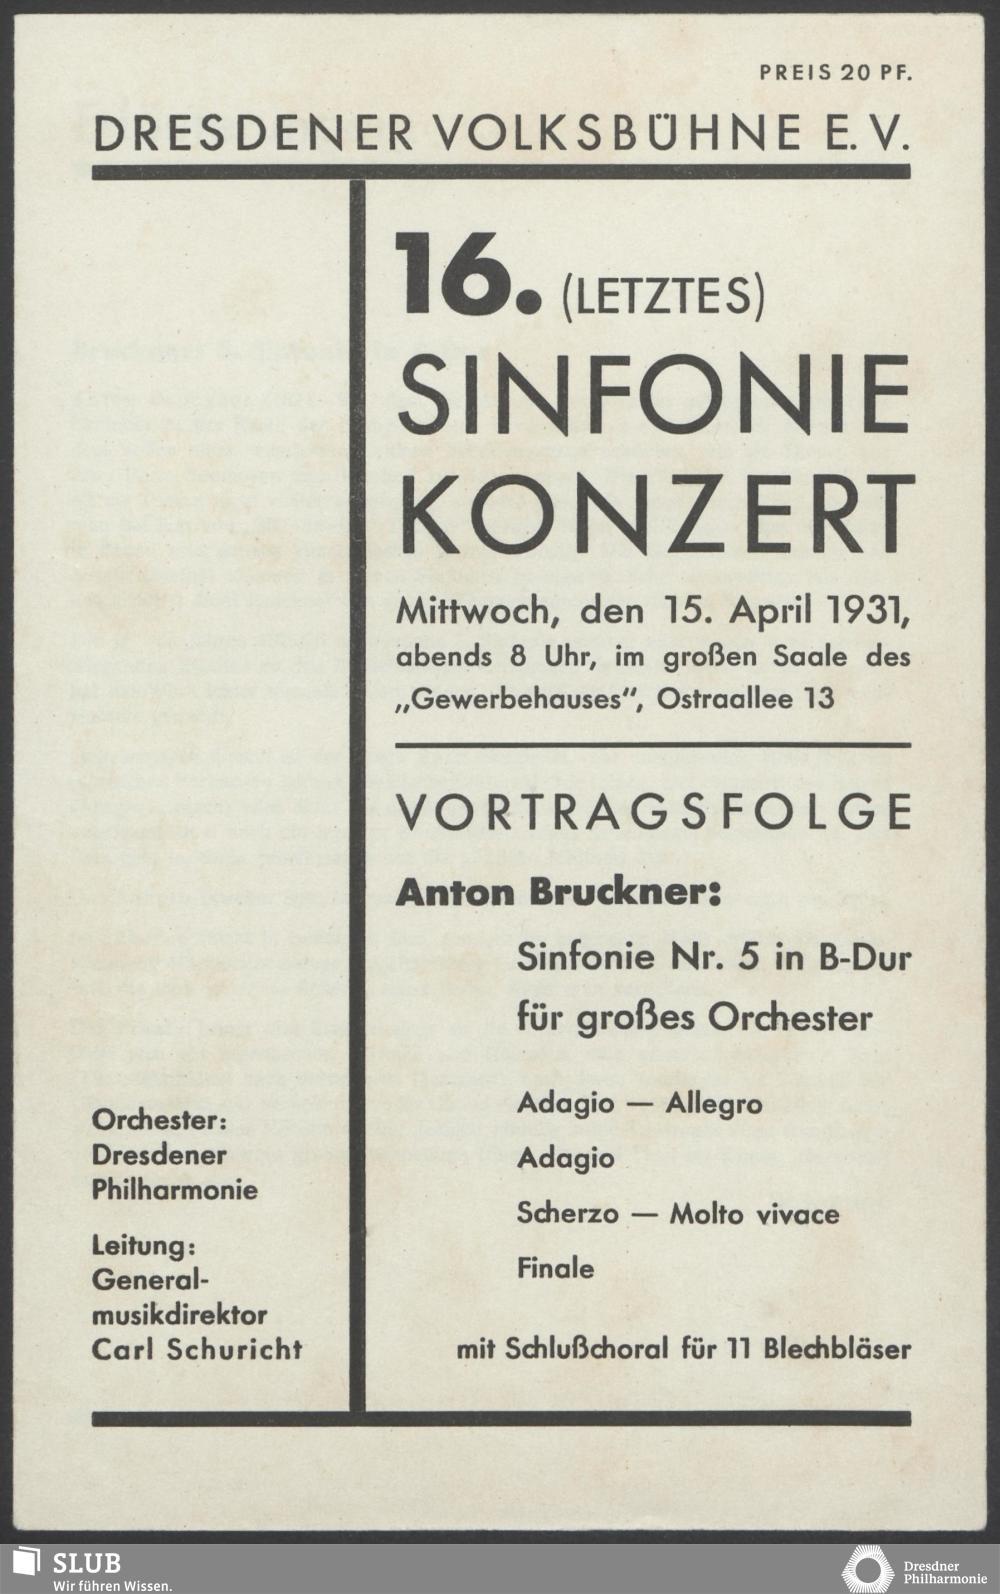 PREIS 20 PF.
DRESDENER VOLKSBÜHNE E. V.
16. (LETZTES)
SINFONIE
KONZERT
Mittwoch, den 15. April 1931,
abends 8 Uhr, im großen Saale des
„Gewerbehauses“, Ostraallee 13
VORTRAGSFOLGE
Anton Bruckner:
Sinfonie Nr. 5 in B-Dur
für großes Orchester
Adagio — Allegro
Adagio
Scherzo — Molto vivace
Finale
mit Schlußchoral für 11 Blechbläser
Orchester:
Dresdener
Philharmonie
Leitung:
General-
musikdirektor
Carl Schuricht
SLUB
Wir führen Wissen.
Dresdner
Philharmonie